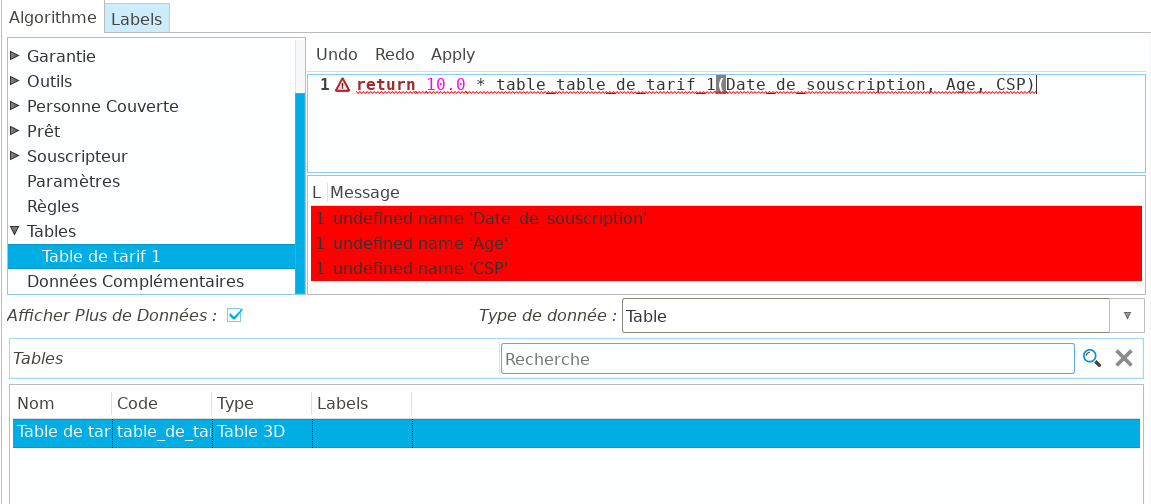 Algorithme Labels
Garantie
Outils
Personne Couverte
Prêt
Souscripteur
Paramètres
Règles
Tables
Table de tarif 1
Données Complémentaires
Undo Redo Apply
1 return 10.0 * table_table_de_tarif_1(Date_de_souscription, Age, CSP)
L Message
1 undefined name 'Date_de_souscription'
1 undefined name 'Age'
1 undefined name 'CSP'
Afficher Plus de Données : Type de donnée : Table
Tables Recherche
Nom Code Type Labels
Table de tar table_de_tai Table 3D